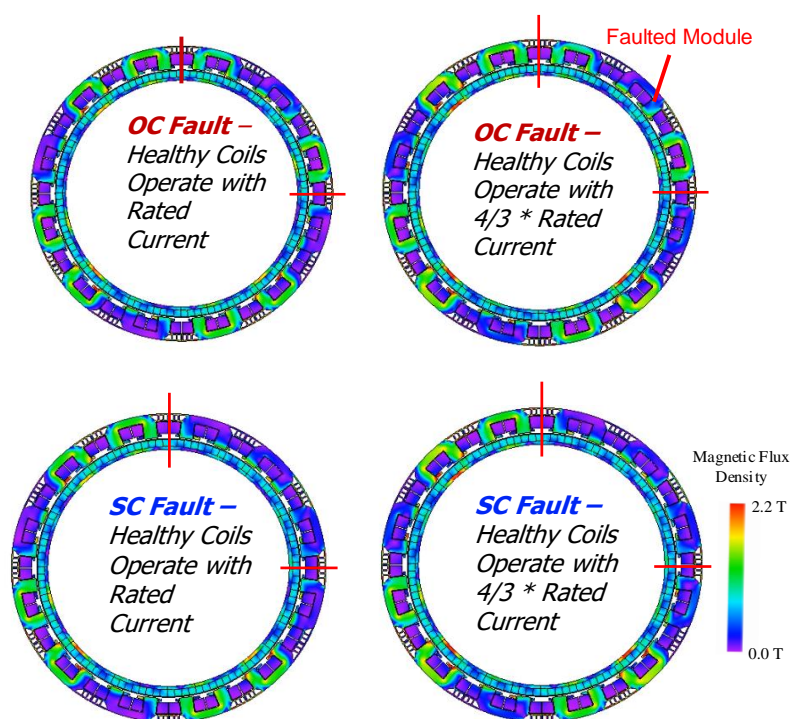 Faulted Module
OC Fault –
Healthy Coils
Operate with
Rated
Current
OC Fault –
Healthy Coils
Operate with
4/3 * Rated
Current
SC Fault –
Healthy Coils
Operate with
Rated
Current
SC Fault –
Healthy Coils
Operate with
4/3 * Rated
Current
Magnetic Flux
Density
2.2 T
0.0 T